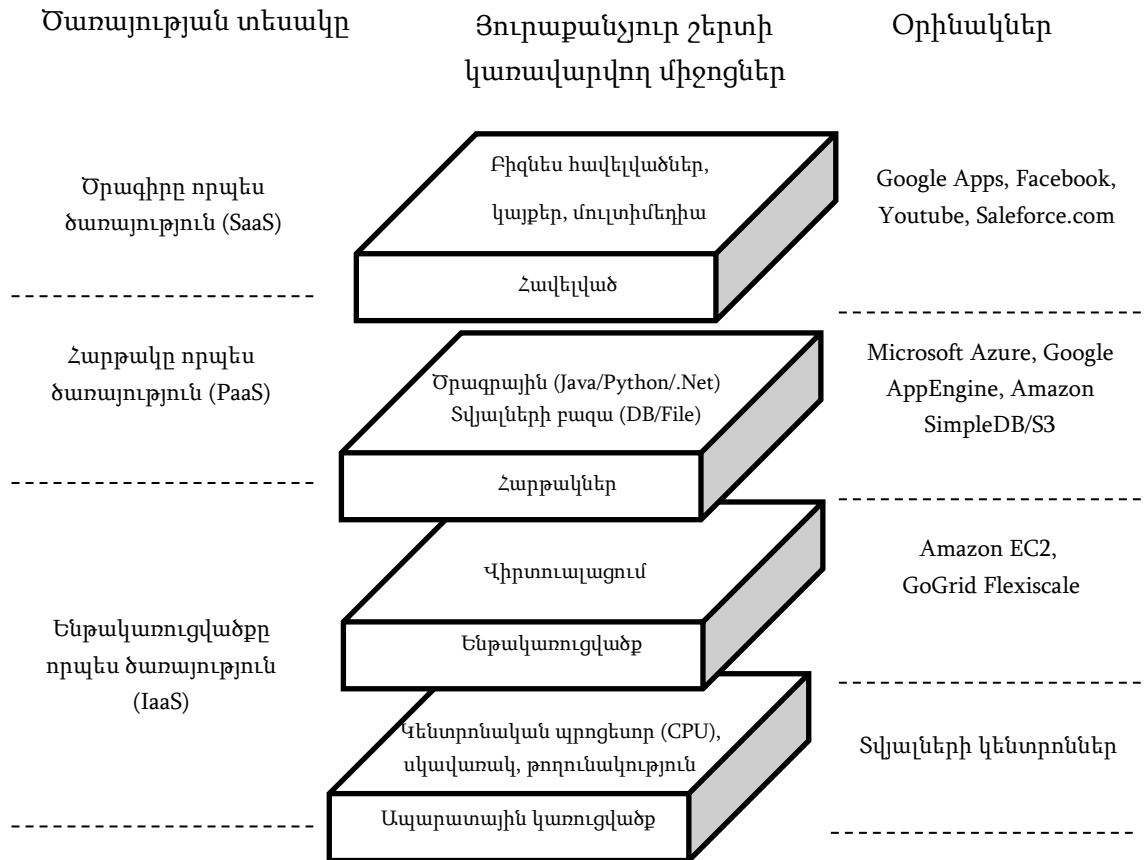 Ծառայության տեսակը
Յուրաքանչյուր շերտի
կառավարվող միջոցներ
Օրինակներ
Ծրագիրը որպես
ծառայություն (SaaS)
Բիզնես հավելվածներ,
կայքեր, մուլտիմեդիա
Հավելված
Google Apps, Facebook,
Youtube, Saleforce.com
Հարթակը որպես
ծառայություն (PaaS)
Ծրագրային (Java/Python/.Net)
Տվյալների բազա (DB/File)
Հարթակներ
Microsoft Azure, Google
AppEngine, Amazon
SimpleDB/S3
Ենթակառուցվածքը
որպես ծառայություն
(IaaS)
Վիրտուալացում
Ենթակառուցվածք
Amazon EC2,
GoGrid Flexiscale
Կենտրոնական պրոցեսոր (CPU),
սկավառակ, թողունակություն
Ապարատային կառուցվածք
Տվյալների կենտրոններ